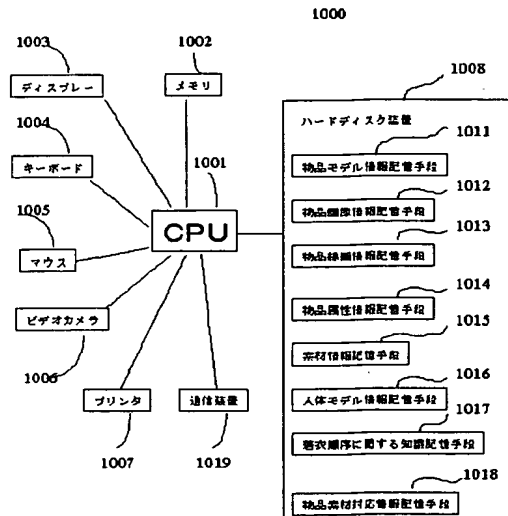 1000
1003
1002
1008
ディスプレー
メモリ
ハードディスク装置
1004
1011
1001
物品モデル情報記憶手段
キーボード
1012
CPU
物品画像情報記憶手段
1005
1013
マウス
物品線画情報記憶手段
1014
ビデオカメラ
物品属性情報記憶手段
1006
1015
素材情報記憶手段
プリンタ
通信装置
1016
人体モデル情報記憶手段
1007
1019
1017
着衣順序に関する知識記憶手段
1018
物品素材対応情報記憶手段